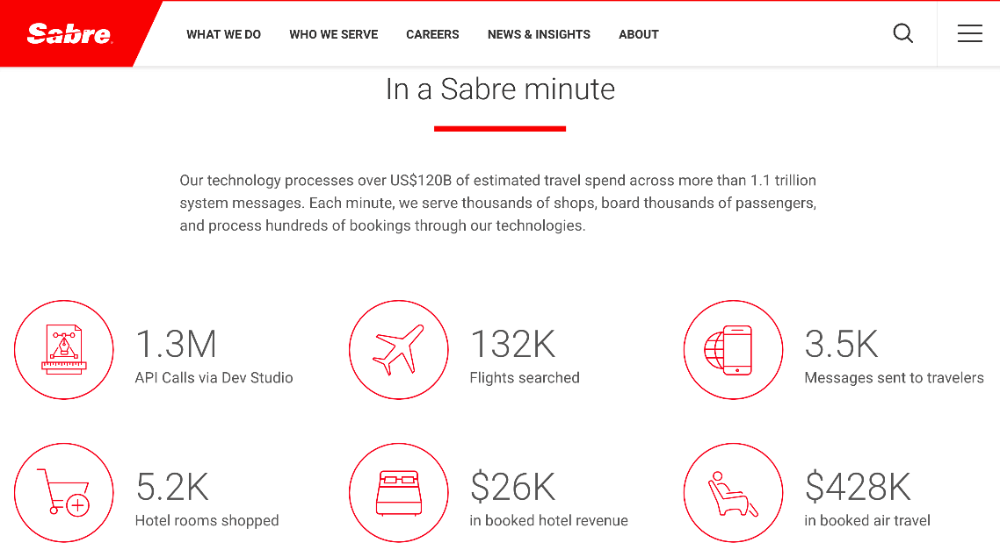 Sabre
WHAT WE DO
WHO WE SERVE
CAREERS
NEWS & INSIGHTS
ABOUT
In a Sabre minute
Our technology processes over US$120B of estimated travel spend across more than 1.1 trillion
system messages. Each minute, we serve thousands of shops, board thousands of passengers,
and process hundreds of bookings through our technologies.
1.3M
API Calls via Dev Studio
132K
Flights searched
3.5K
Messages sent to travelers
5.2K
Hotel rooms shopped
$26K
in booked hotel revenue
$428K
in booked air travel